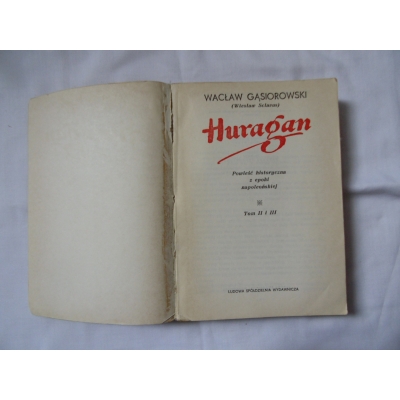 WACŁAW GĄSIOROWSKI
(Wiesław Sclavus)
Huragan
Powieść historyczna
z epoki
napoleońskiej
Tom II i III
LUDOWA SPÓŁDZIELNIA WYDAWNICZA